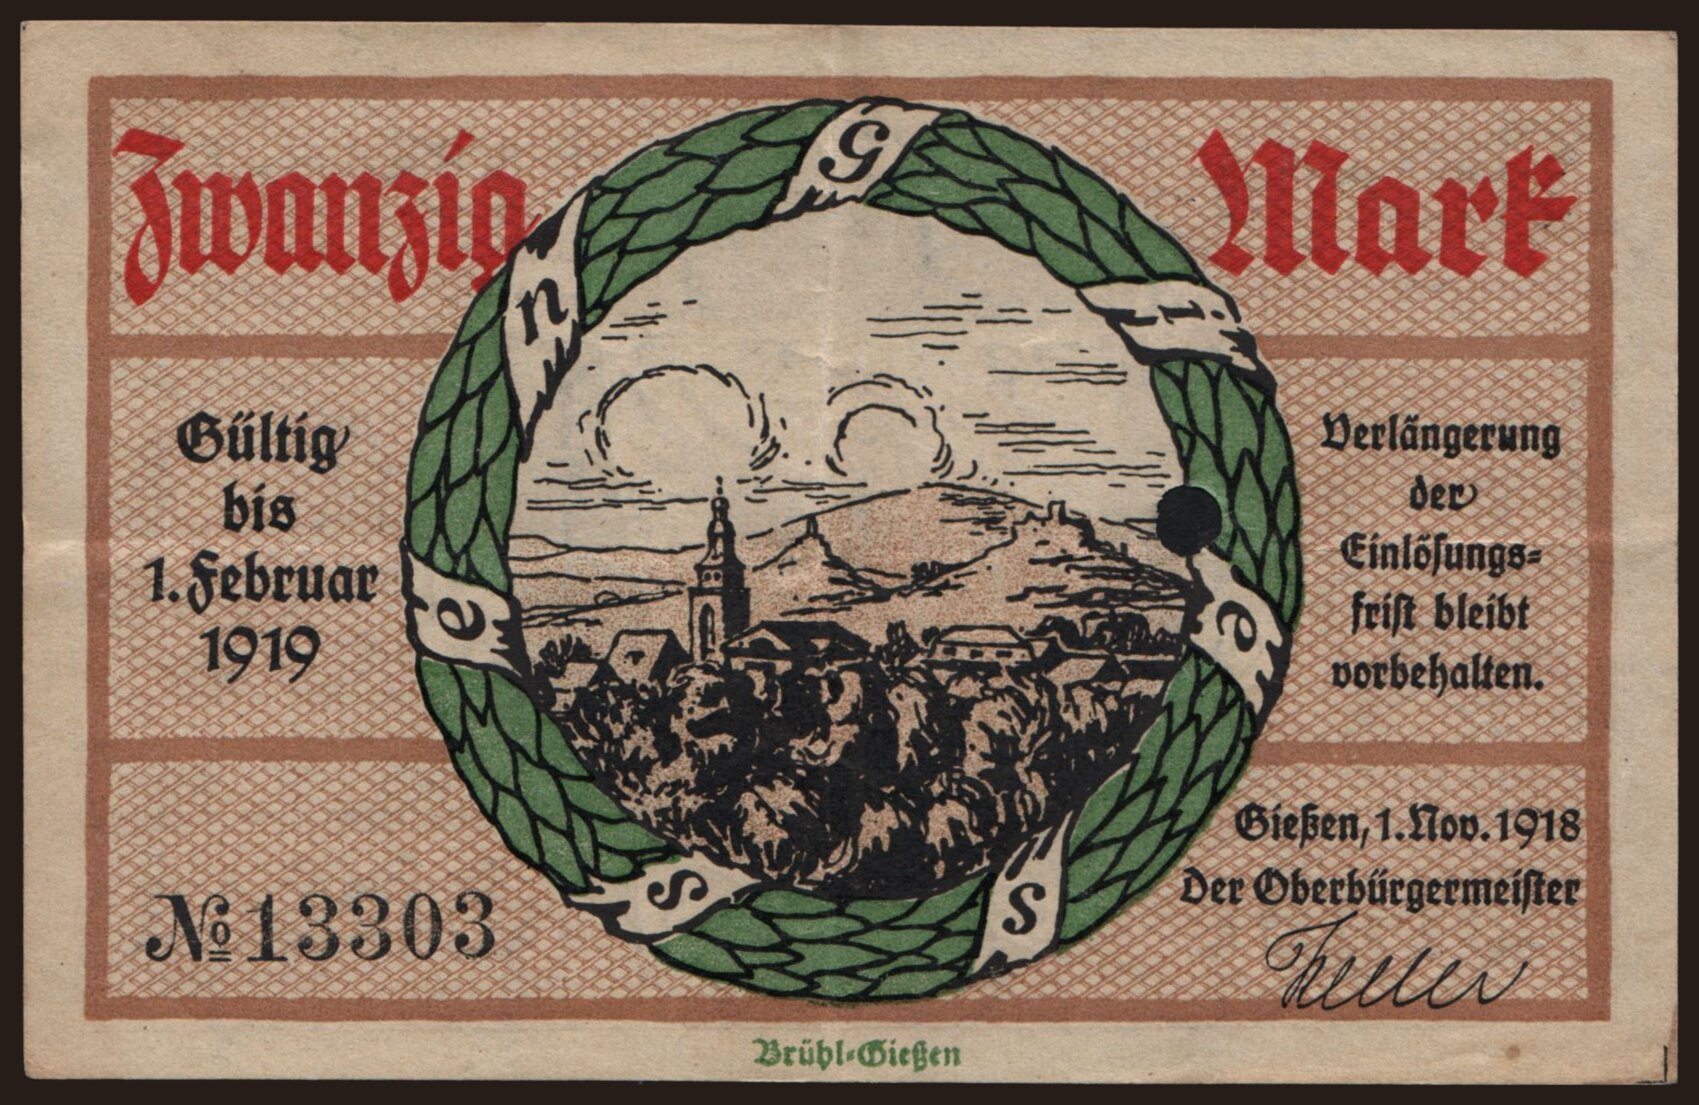 Zwanzig Mark
G
i
e
s
s
e
n
Gültig
bis
1. Februar
1919
Verlängerung
der
Einlöſungs=
friſt bleibt
vorbehalten.
Gießen, 1. Nov. 1918
Der Oberbürgermeiſter
Keller
№ 13303
Brühl=Gießen